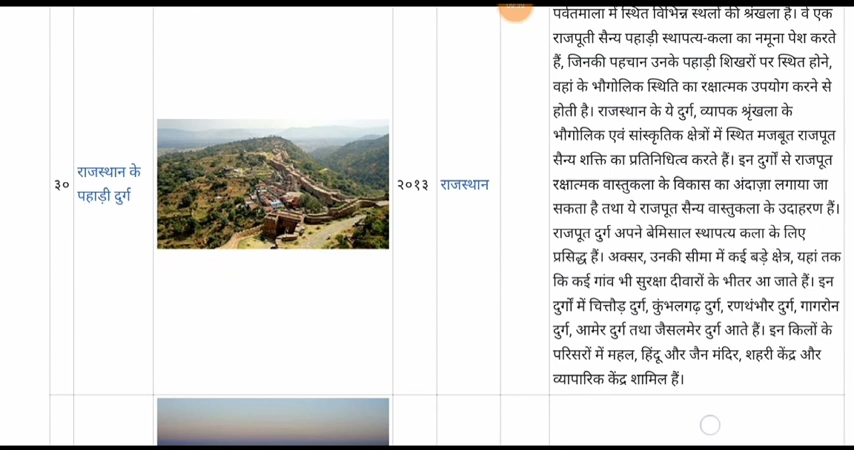 पर्वतमाला में स्थित विभिन्न स्थलों की श्रंखला है। वे एक
राजपूती सैन्य पहाड़ी स्थापत्य-कला का नमूना पेश करते
हैं, जिनकी पहचान उनके पहाड़ी शिखरों पर स्थित होने,
वहां के भौगोलिक स्थिति का रक्षात्मक उपयोग करने से
होती है। राजस्थान के ये दुर्ग, व्यापक श्रृंखला के
भौगोलिक एवं सांस्कृतिक क्षेत्रों में स्थित मजबूत राजपूत
सैन्य शक्ति का प्रतिनिधित्व करते हैं। इन दुर्गों से राजपूत
रक्षात्मक वास्तुकला के विकास का अंदाज़ा लगाया जा
सकता है तथा ये राजपूत सैन्य वास्तुकला के उदाहरण हैं।
राजपूत दुर्ग अपने बेमिसाल स्थापत्य कला के लिए
प्रसिद्ध हैं। अक्सर, उनकी सीमा में कई बड़े क्षेत्र, यहां तक
कि कई गांव भी सुरक्षा दीवारों के भीतर आ जाते हैं। इन
दुर्गों में चित्तौड़ दुर्ग, कुंभलगढ़ दुर्ग, रणथंभौर दुर्ग, गागरोन
दुर्ग, आमेर दुर्ग तथा जैसलमेर दुर्ग आते हैं। इन किलों के
परिसरों में महल, हिंदू और जैन मंदिर, शहरी केंद्र और
व्यापारिक केंद्र शामिल हैं।
३०
राजस्थान के
पहाड़ी दुर्ग
२०१३
राजस्थान